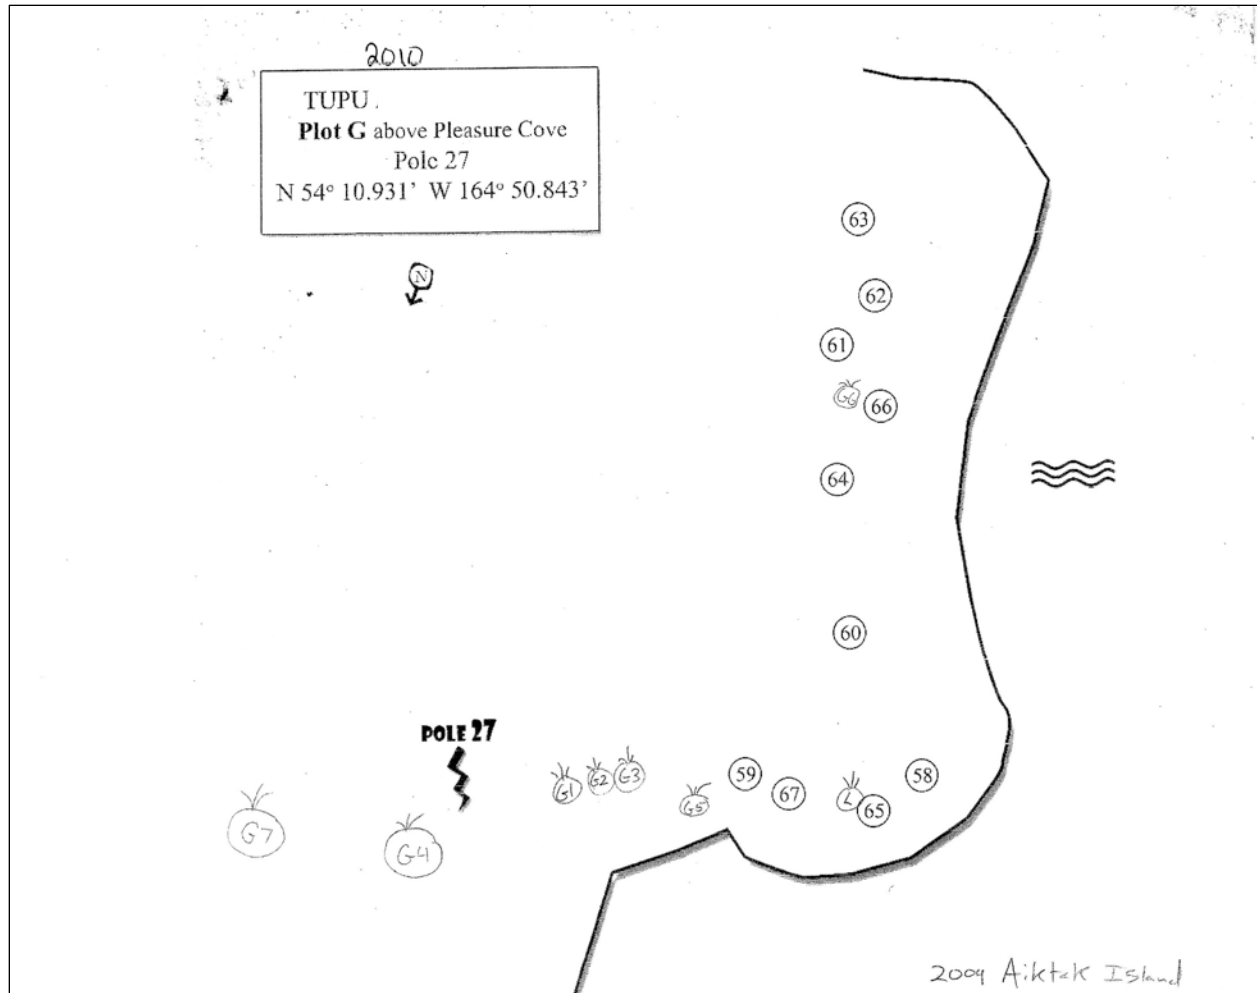 2010
TUPU.
Plot G above Pleasure Cove
Pole 27
N 54° 10.931’ W 164° 50.843’
N
63
62
61
G6
66
64
60
POLE 27
G1
G2
G3
G5
59
67
L
65
58
G7
G4
2009 Aiktak Island